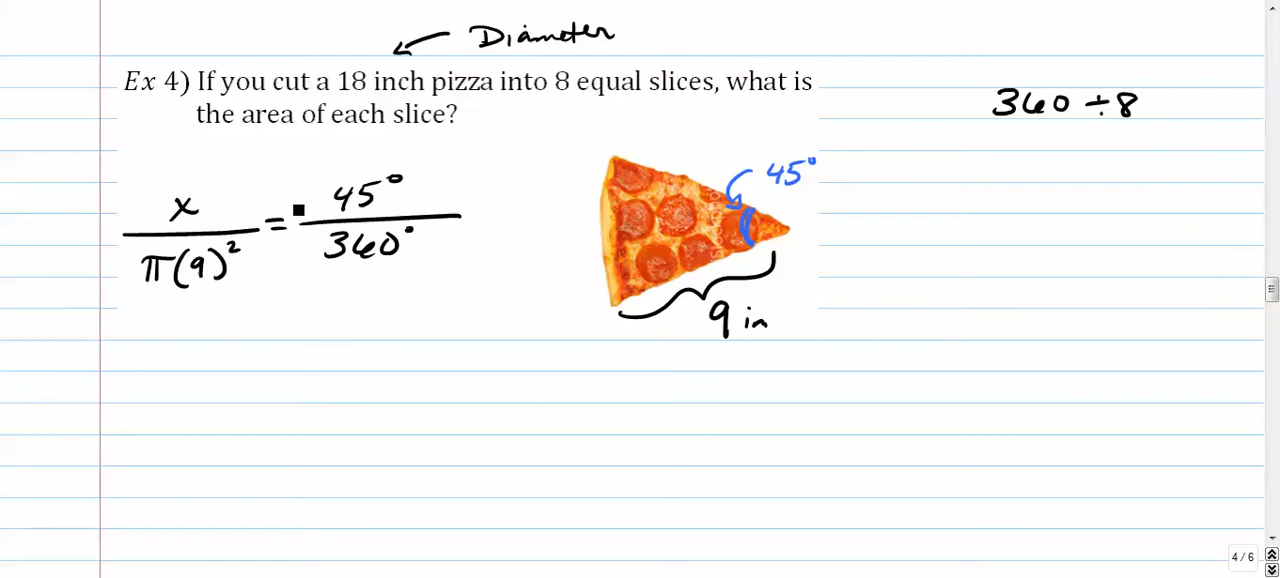 Diameter
Ex 4) If you cut a 18 inch pizza into 8 equal slices, what is
the area of each slice?
360 ÷ 8
x / π(9)² = 45° / 360°
45°
9 in
4 / 6